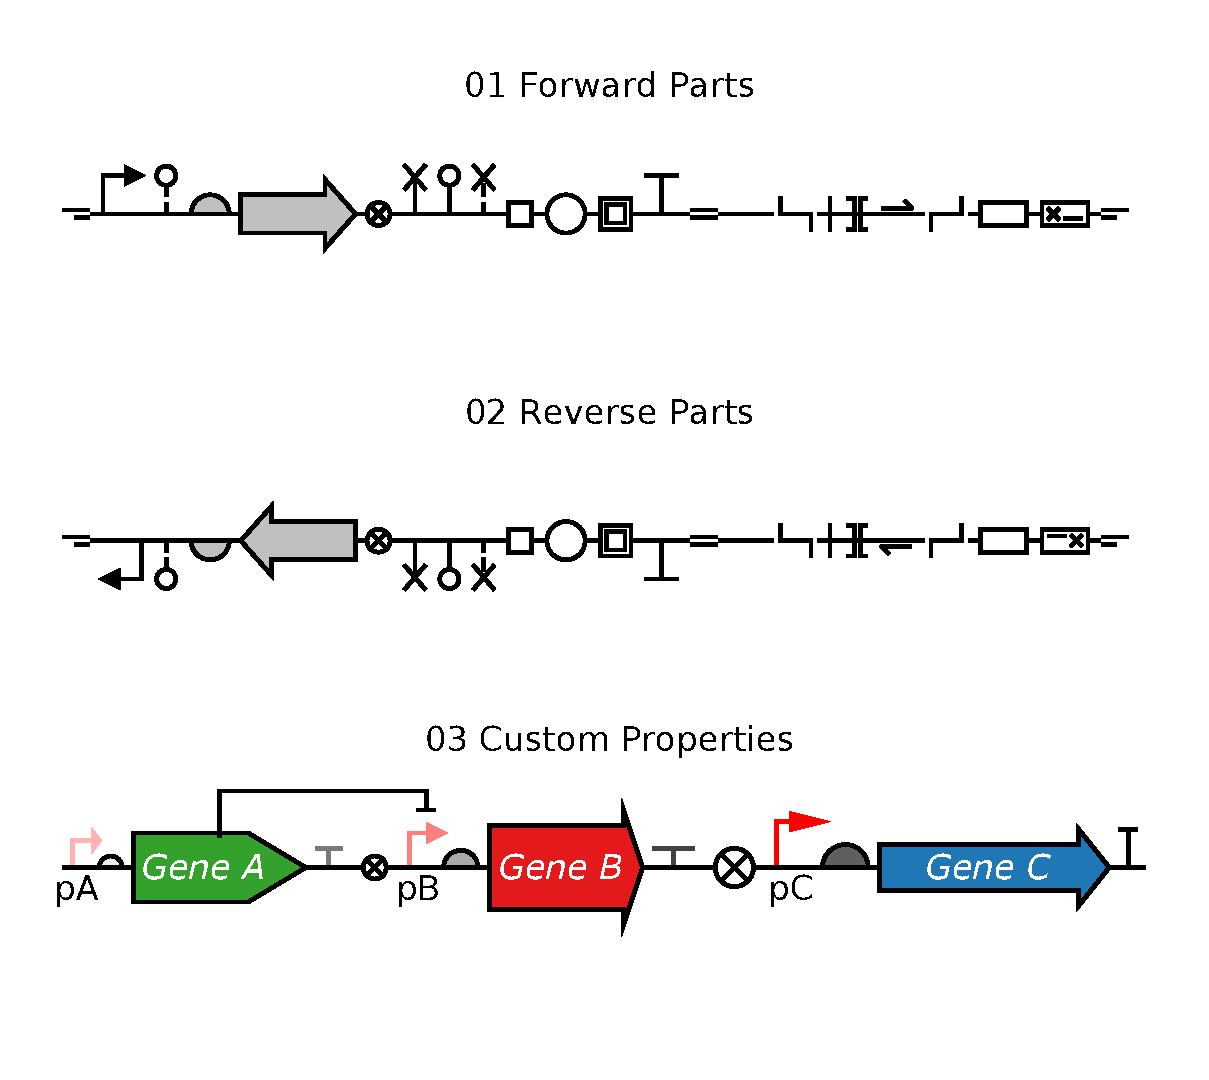 01 Forward Parts
02 Reverse Parts
03 Custom Properties
Gene A
Gene B
Gene C
pA
pB
pC